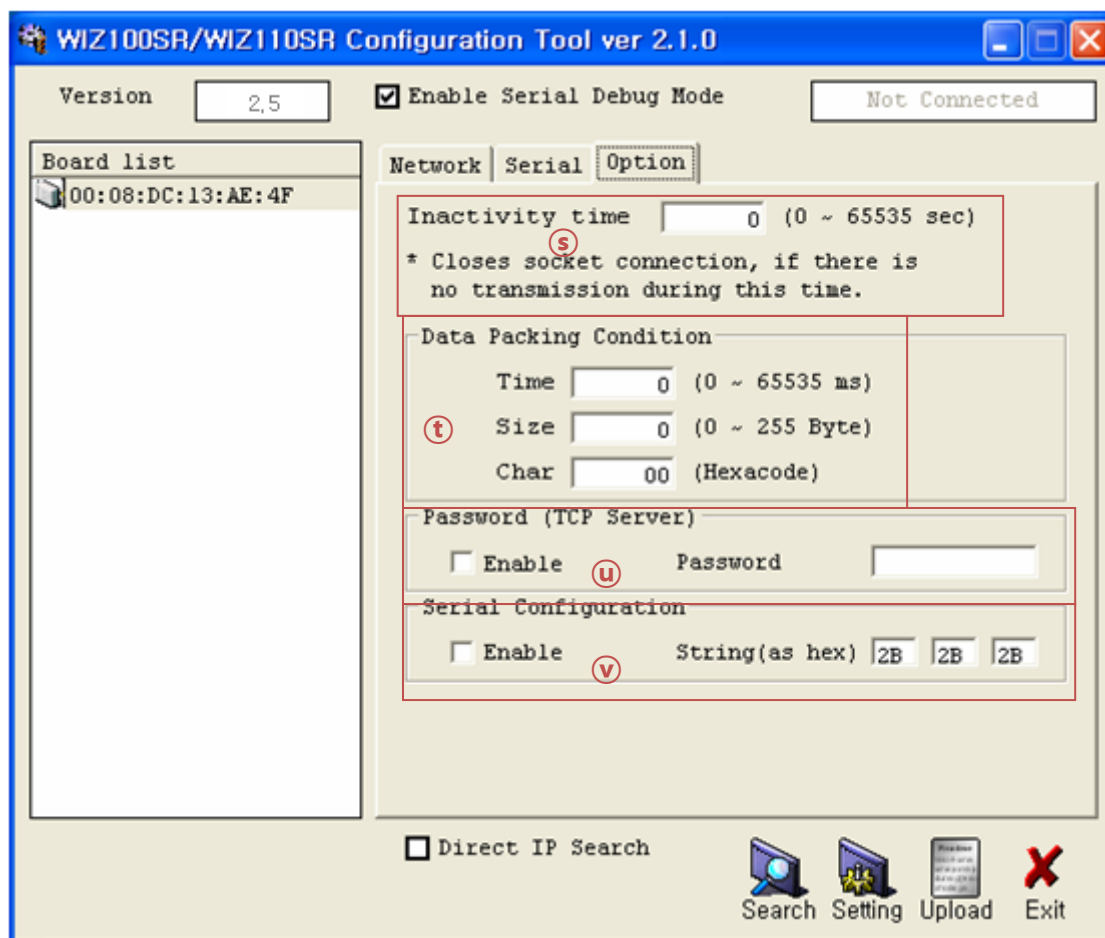 WIZ100SR/WIZ110SR Configuration Tool ver 2.1.0
Version 2,5 Enable Serial Debug Mode Not Connected
Board list
00:08:DC:13:AE:4F
Network Serial Option
Inactivity time 0 (0 ~ 65535 sec)
ⓢ
* Closes socket connection, if there is
no transmission during this time.
Data Packing Condition
Time 0 (0 ~ 65535 ms)
ⓣ Size 0 (0 ~ 255 Byte)
Char 00 (Hexacode)
Password (TCP Server)
Enable ⓤ Password
Serial Configuration
Enable ⓥ String(as hex) 2B 2B 2B
Direct IP Search
Search Setting Upload Exit